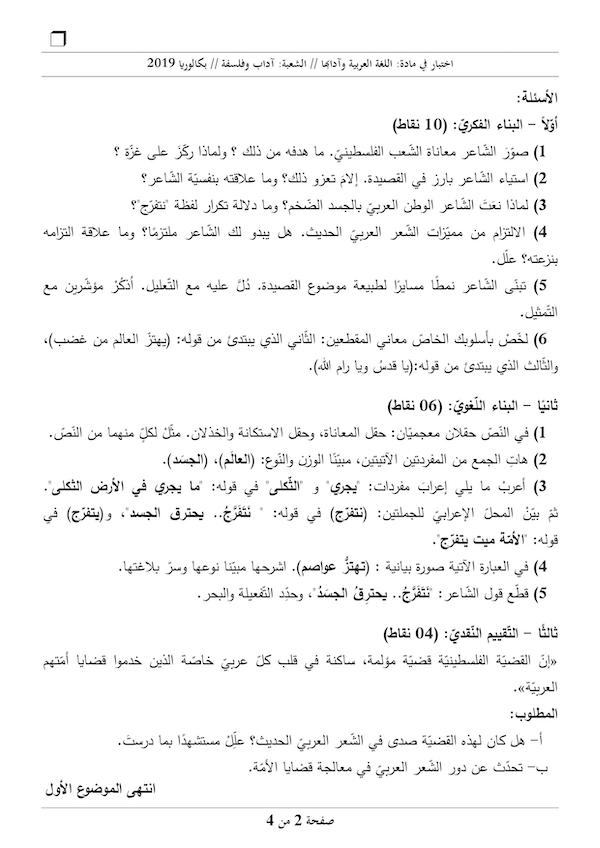 اختبار في مادة: اللغة العربية وآدابها // الشعبة: آداب وفلسفة // بكالوريا 2019
الأسئلة:
أوّلاً – البناء الفكريّ: (10 نقاط)
1) صوّر الشّاعر معاناة الشّعب الفلسطينيّ. ما هدفه من ذلك ؟ ولماذا ركّز على غزّة ؟
2) استياء الشّاعر بارز في القصيدة. إلامَ تعزو ذلك؟ وما علاقته بنفسيّة الشّاعر؟
3) لماذا نعَتَ الشّاعر الوطن العربيّ بالجسد الضّخم؟ وما دلالة تكرار لفظة "نتفرّج"؟
4) الالتزام من مميّزات الشّعر العربيّ الحديث. هل يبدو لك الشّاعر ملتزمًا؟ وما علاقة التزامه
بنزعته؟ علّل.
5) تبنّى الشّاعر نمطًا مسايرًا لطبيعة موضوع القصيدة. دُلَّ عليه مع التّعليل. أُذكُرْ مؤشّرين مع
التّمثيل.
6) لخّصْ بأسلوبك الخاصّ معاني المقطعين: الثّاني الذي يبتدئ من قوله: (يهتزّ العالم من غضب)،
والثّالث الذي يبتدئ من قوله:(يا قدسُ ويا رام الله).
ثانيًا – البناء اللّغويّ: (06 نقاط)
1) في النّصّ حقلان معجميّان: حقل المعاناة، وحقل الاستكانة والخذلان. مثّلْ لكلٍّ منهما من النّصّ.
2) هاتِ الجمع من المفردتين الآتيتين، مبيّنًا الوزن والنّوع: (العالَم)، (الجسَد).
3) أعربْ ما يلي إعرابَ مفردات: "يجري" و "الثّكلى" في قوله: "ما يجري في الأرض الثّكلى".
ثمّ بيّنْ المحلّ الإعرابيّ للجملتين: (نتفرّج) في قوله: " نَتَفَرَّجُ.. يحترق الجسد"، و(يتفرّج) في
قوله: "الأمّة ميت يتفرّج".
4) في العبارة الآتية صورة بيانية : (تهتزُّ عواصم). اشرحها مبيّنا نوعها وسرّ بلاغتها.
5) قطّع قول الشّاعر: "نَتَفَرَّجُ.. يحترِقُ الجسَدُ"، وحدِّد التّفعيلة والبحر.
ثالثًا – التّقييم النّقديّ: (04 نقاط)
«إنّ القضيّة الفلسطينيّة قضيّة مؤلمة، ساكنة في قلب كلّ عربيّ خاصّة الذين خدموا قضايا أمّتهم
العربيّة».
المطلوب:
أ– هل كان لهذه القضيّة صدى في الشّعر العربيّ الحديث؟ علّلْ مستشهدًا بما درستَ.
ب– تحدّث عن دور الشّعر العربيّ في معالجة قضايا الأمّة.
انتهى الموضوع الأول
صفحة 2 من 4